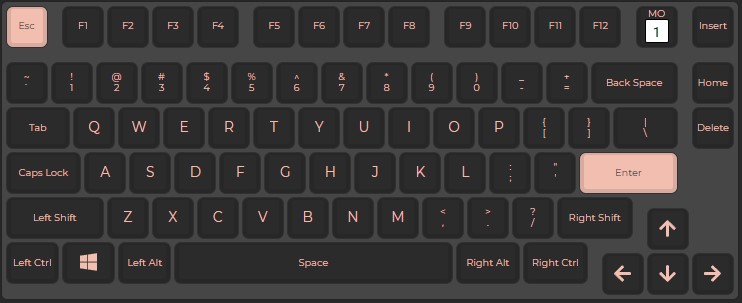 Esc F1 F2 F3 F4 F5 F6 F7 F8 F9 F10 F11 F12 MO 1 Insert
~ ! @ # $ % ^ & * ( ) _ +
` 1 2 3 4 5 6 7 8 9 0 - = Back Space Home
Tab Q W E R T Y U I O P { } | Delete
[ ] \
Caps Lock A S D F G H J K L : " Enter
; '
Left Shift Z X C V B N M < > ? Right Shift
, . /
Left Ctrl Left Alt Space Right Alt Right Ctrl